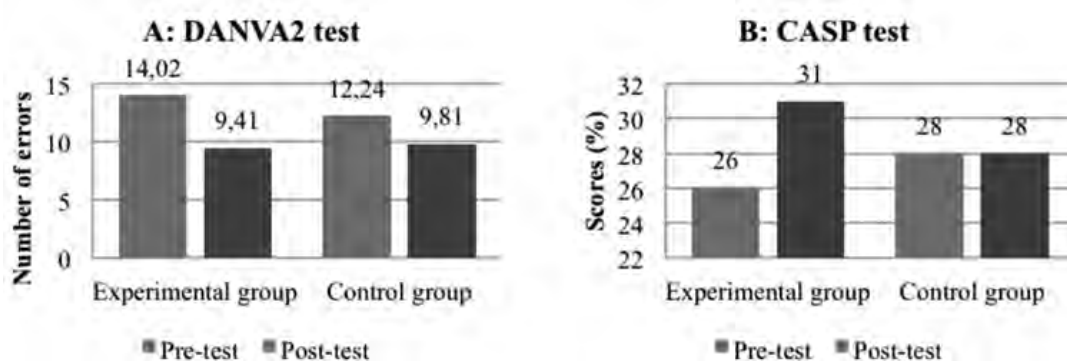 A: DANVA2 test
14,02
9,41
12,24
9,81
Number of errors
15
10
5
0
Experimental group
Control group
Pre-test
Post-test
B: CASP test
26
31
28
28
Scores (%)
32
30
28
26
24
22
Experimental group
Control group
Pre-test
Post-test